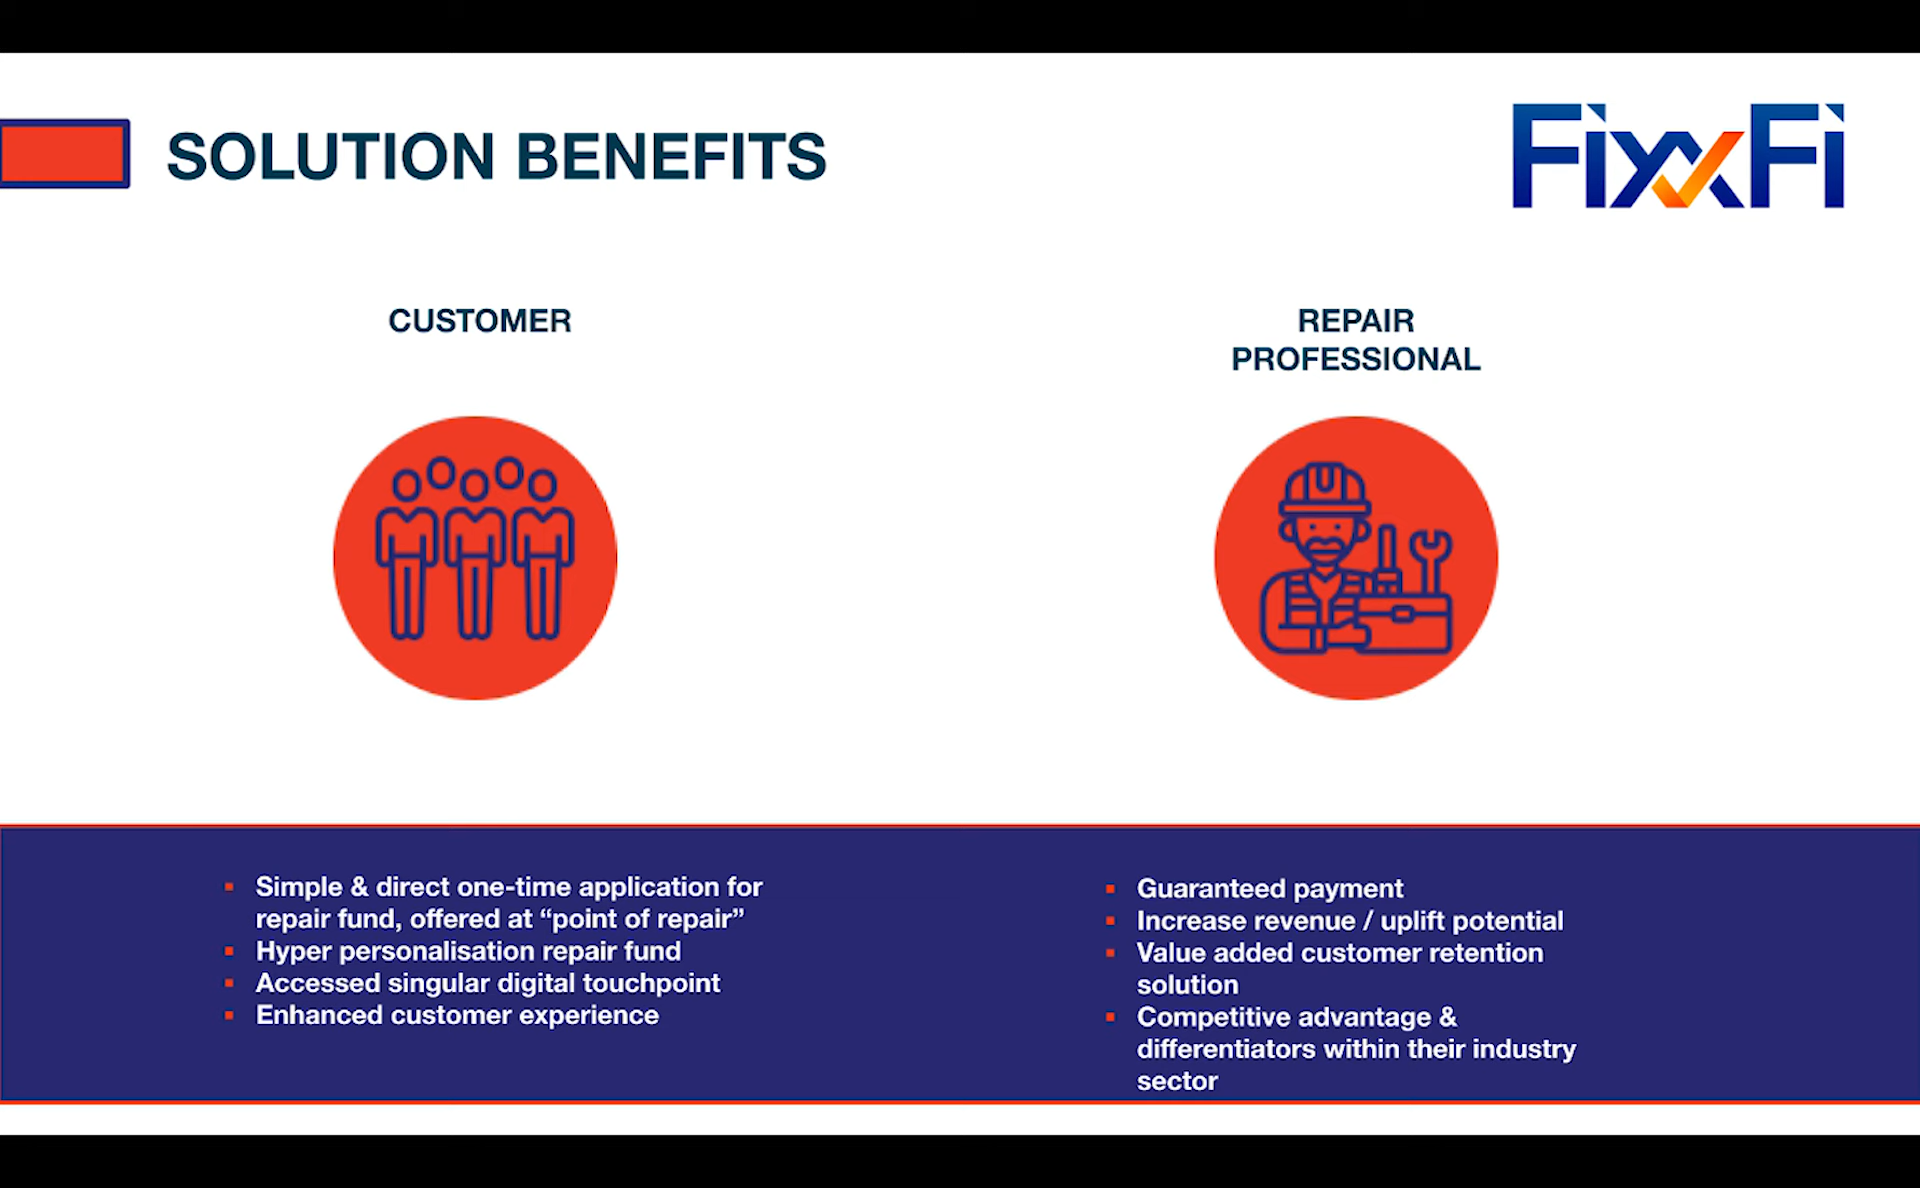 SOLUTION BENEFITS
FixxFi
CUSTOMER
REPAIR
PROFESSIONAL
Simple & direct one-time application for
repair fund, offered at “point of repair”
Hyper personalisation repair fund
Accessed singular digital touchpoint
Enhanced customer experience
Guaranteed payment
Increase revenue / uplift potential
Value added customer retention
solution
Competitive advantage &
differentiators within their industry
sector